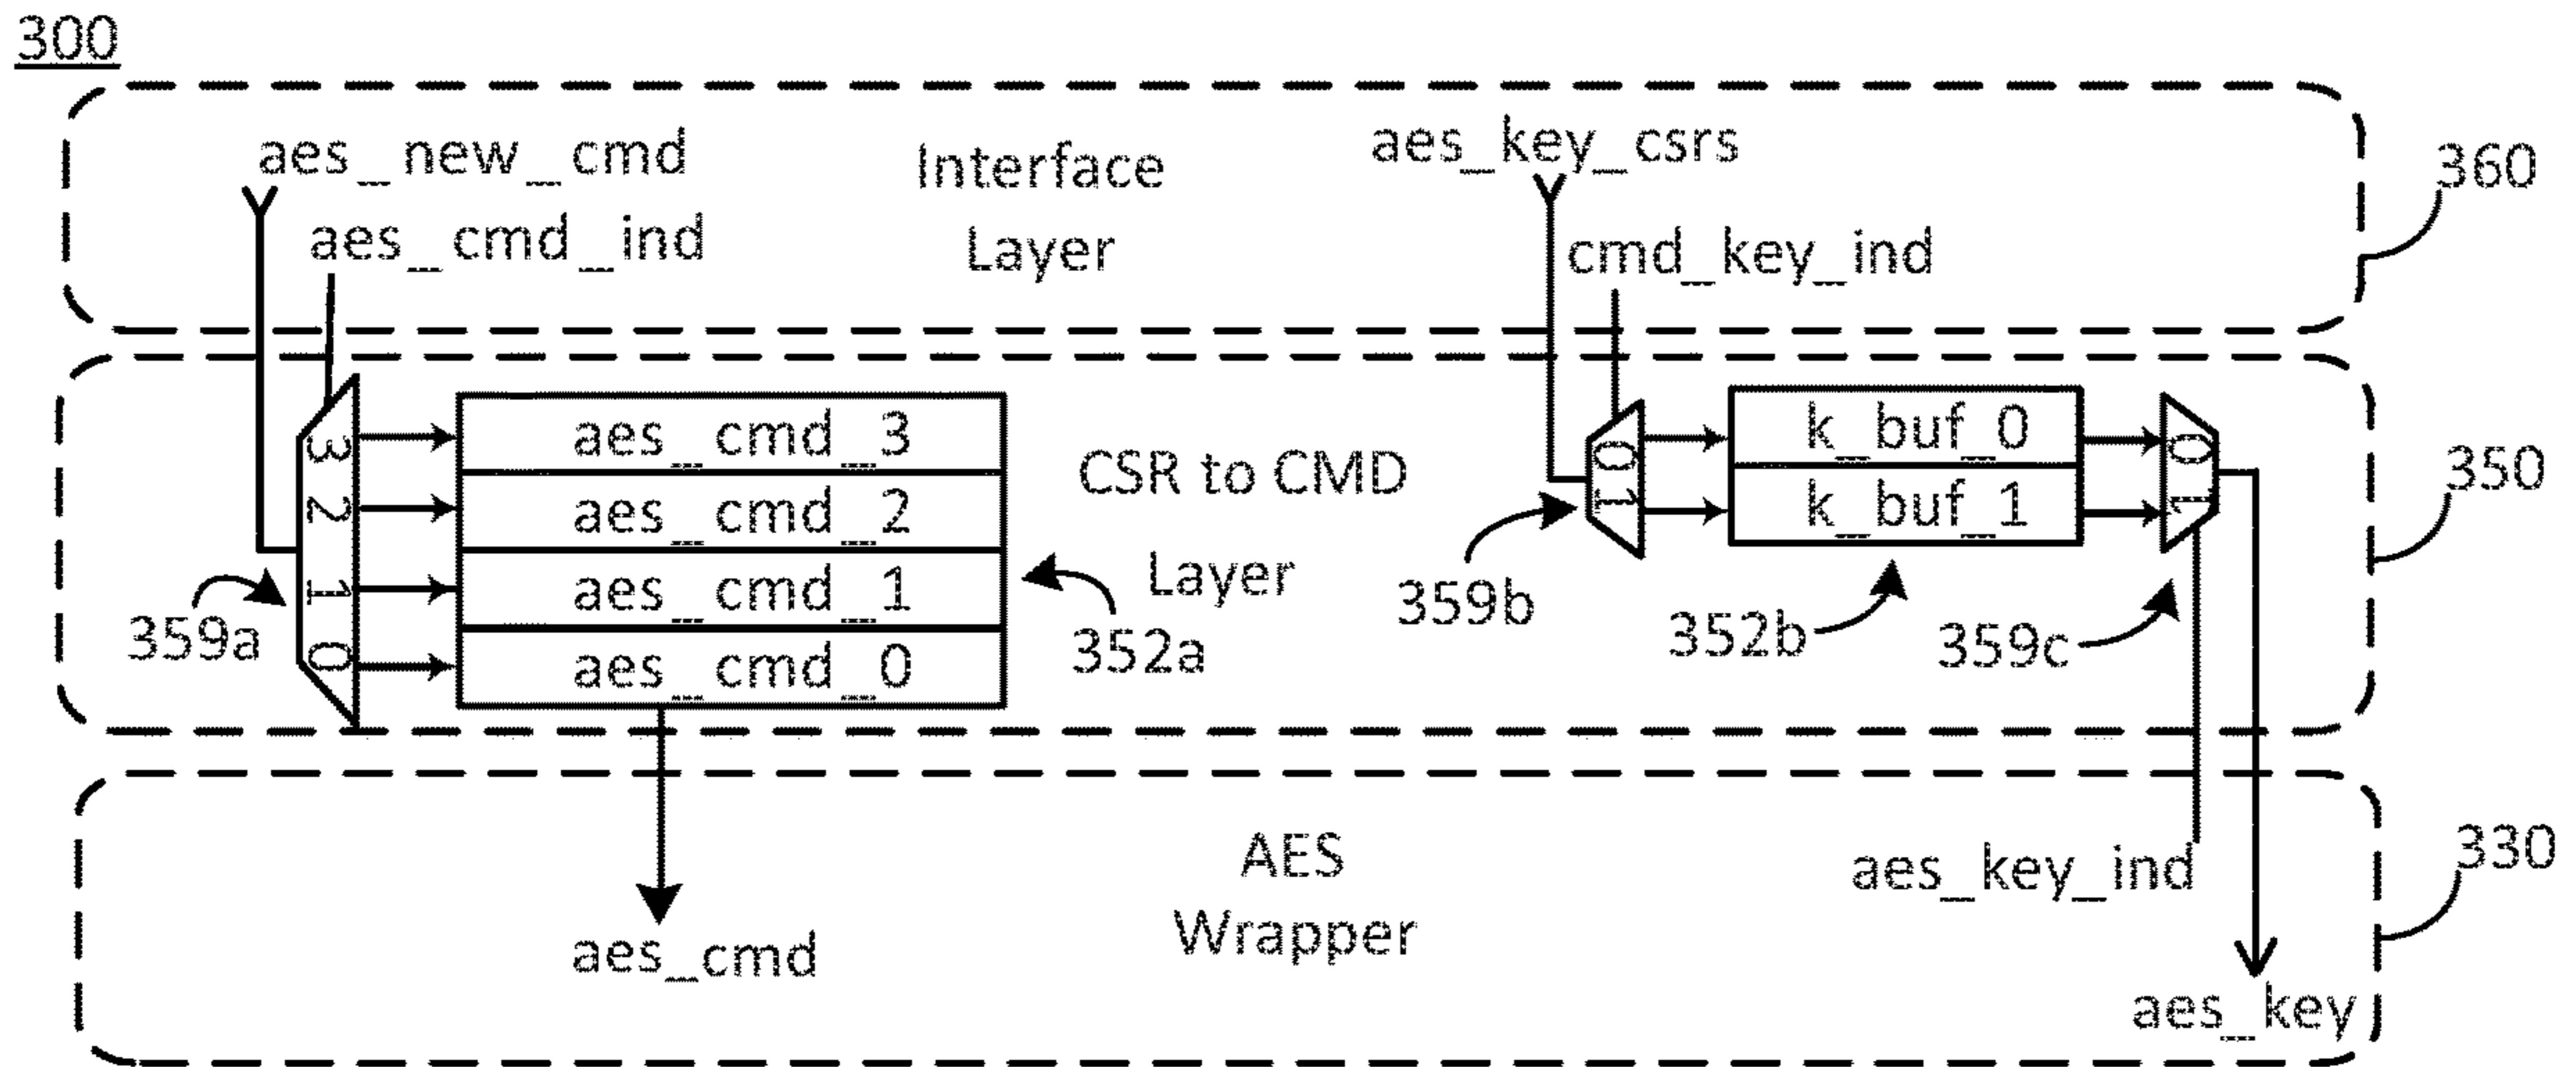 300
aes_new_cmd
aes_cmd_ind
Interface
Layer
aes_key_csrs
cmd_key_ind
360
3
2
1
0
aes_cmd_3
aes_cmd_2
aes_cmd_1
aes_cmd_0
359a
352a
CSR to CMD
Layer
0
1
k_buf_0
k_buf_1
0
1
359b
352b
359c
350
AES
Wrapper
aes_cmd
aes_key_ind
aes_key
330